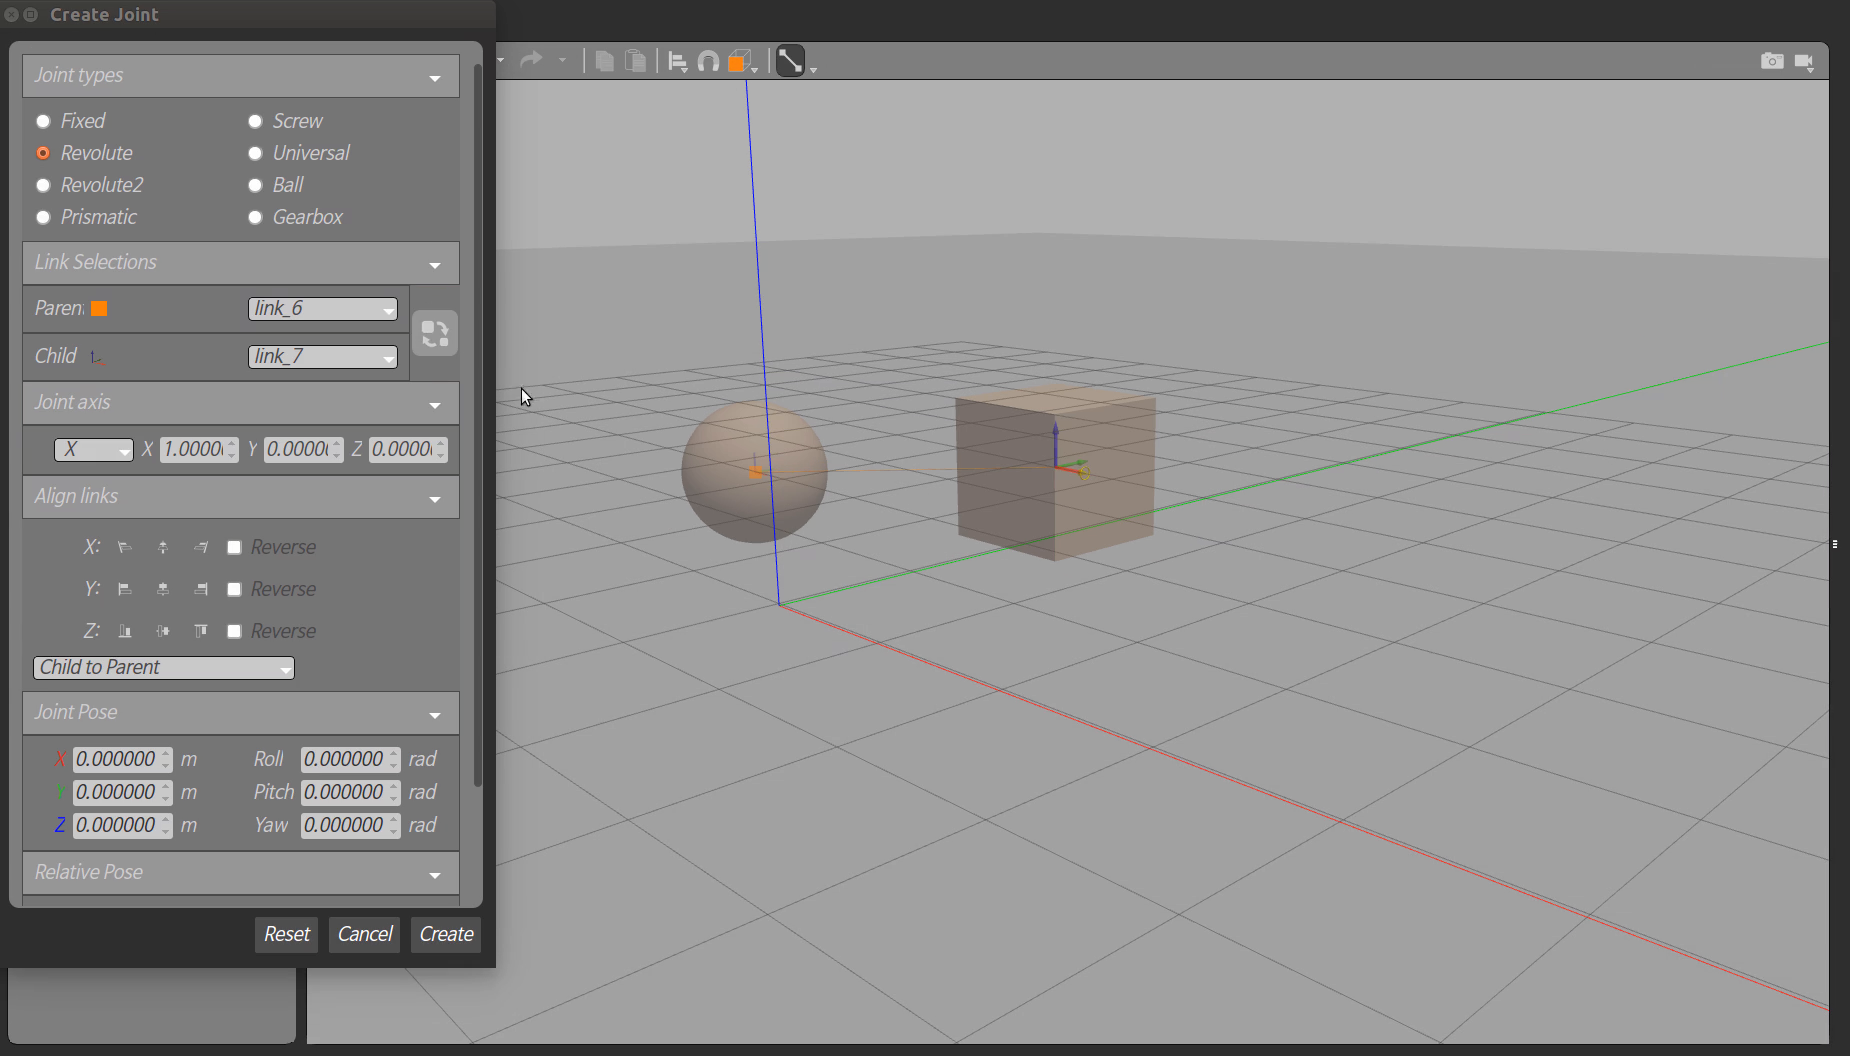 Create Joint
Joint types
Fixed Screw
Revolute Universal
Revolute2 Ball
Prismatic Gearbox
Link Selections
Paren link_6
Child link_7
Joint axis
X X 1.0000 Y 0.0000 Z 0.0000
Align links
X: Reverse
Y: Reverse
Z: Reverse
Child to Parent
Joint Pose
X 0.000000 m Roll 0.000000 rad
Y 0.000000 m Pitch 0.000000 rad
Z 0.000000 m Yaw 0.000000 rad
Relative Pose
Reset Cancel Create